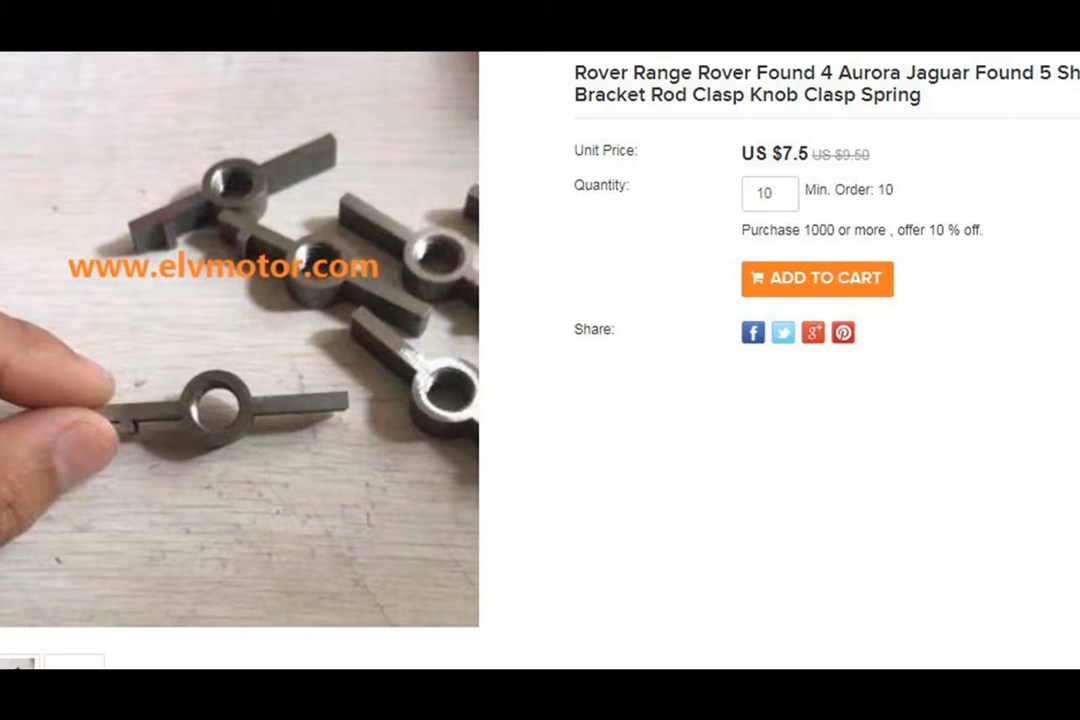 Rover Range Rover Found 4 Aurora Jaguar Found 5 Sh
Bracket Rod Clasp Knob Clasp Spring
Unit Price:
US $7.5 US $9.50
Quantity:
10
Min. Order: 10
Purchase 1000 or more , offer 10 % off.
ADD TO CART
Share:
www.elvmotor.com